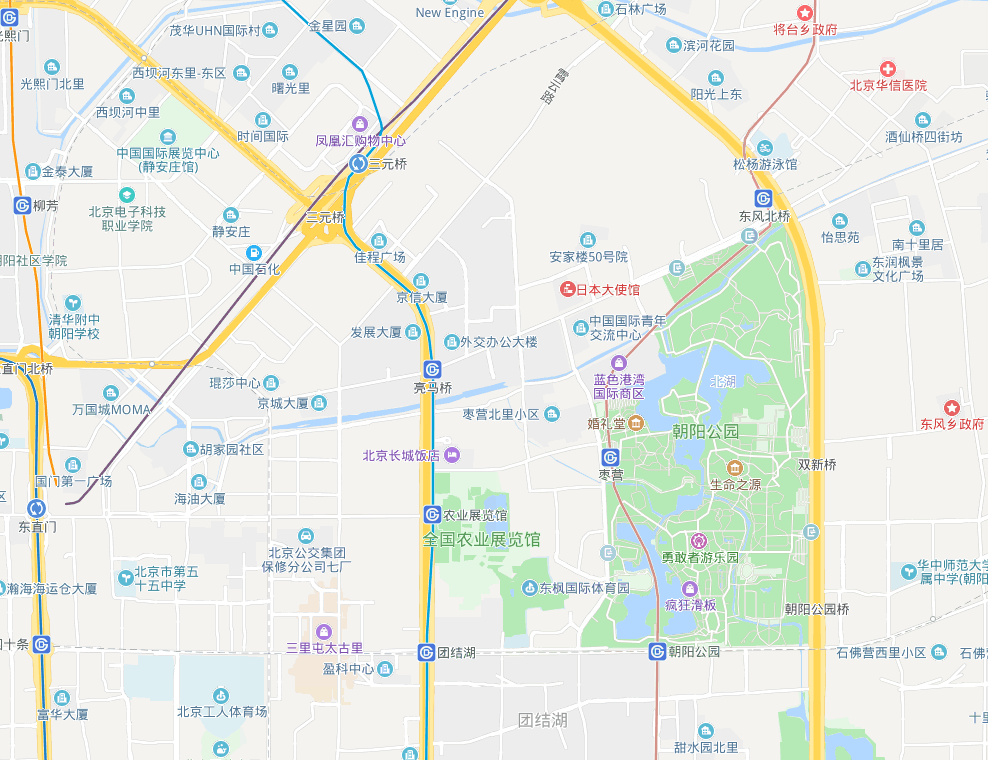 New Engine
石林广场
将台乡政府
茂华UHN国际村
金星园
滨河花园
光熙门
西坝河东里-东区
光熙门北里
曙光里
霄云路
阳光上东
北京华信医院
西坝河中里
时间国际
凤凰汇购物中心
酒仙桥四街坊
中国国际展览中心
(静安庄馆)
三元桥
松杨游泳馆
金泰大厦
柳芳
北京电子科技
职业学院
静安庄
三元桥
东风北桥
怡思苑
南十里居
朝阳社区学院
中国石化
佳程广场
安家楼50号院
东润枫景
文化广场
京信大厦
日本大使馆
清华附中
朝阳学校
发展大厦
外交办公大楼
中国国际青年
交流中心
直门北桥
琨莎中心
亮马桥
蓝色港湾
国际商区
北湖
万国城MOMA
京城大厦
枣营北里小区
婚礼堂
朝阳公园
东风乡政府
胡家园社区
北京长城饭店
枣营
双新桥
国门第一广场
海油大厦
生命之源
区
东直门
农业展览馆
全国农业展览馆
北京公交集团
保修分公司七厂
勇敢者游乐园
瀚海海运仓大厦
北京市第五
十五中学
东枫国际体育园
疯狂滑板
朝阳公园桥
华中师范大学
属中学(朝阳
四十条
三里屯太古里
团结湖
朝阳公园
石佛营西里小区
石佛
盈科中心
富华大厦
北京工人体育场
团结湖
十里
甜水园北里